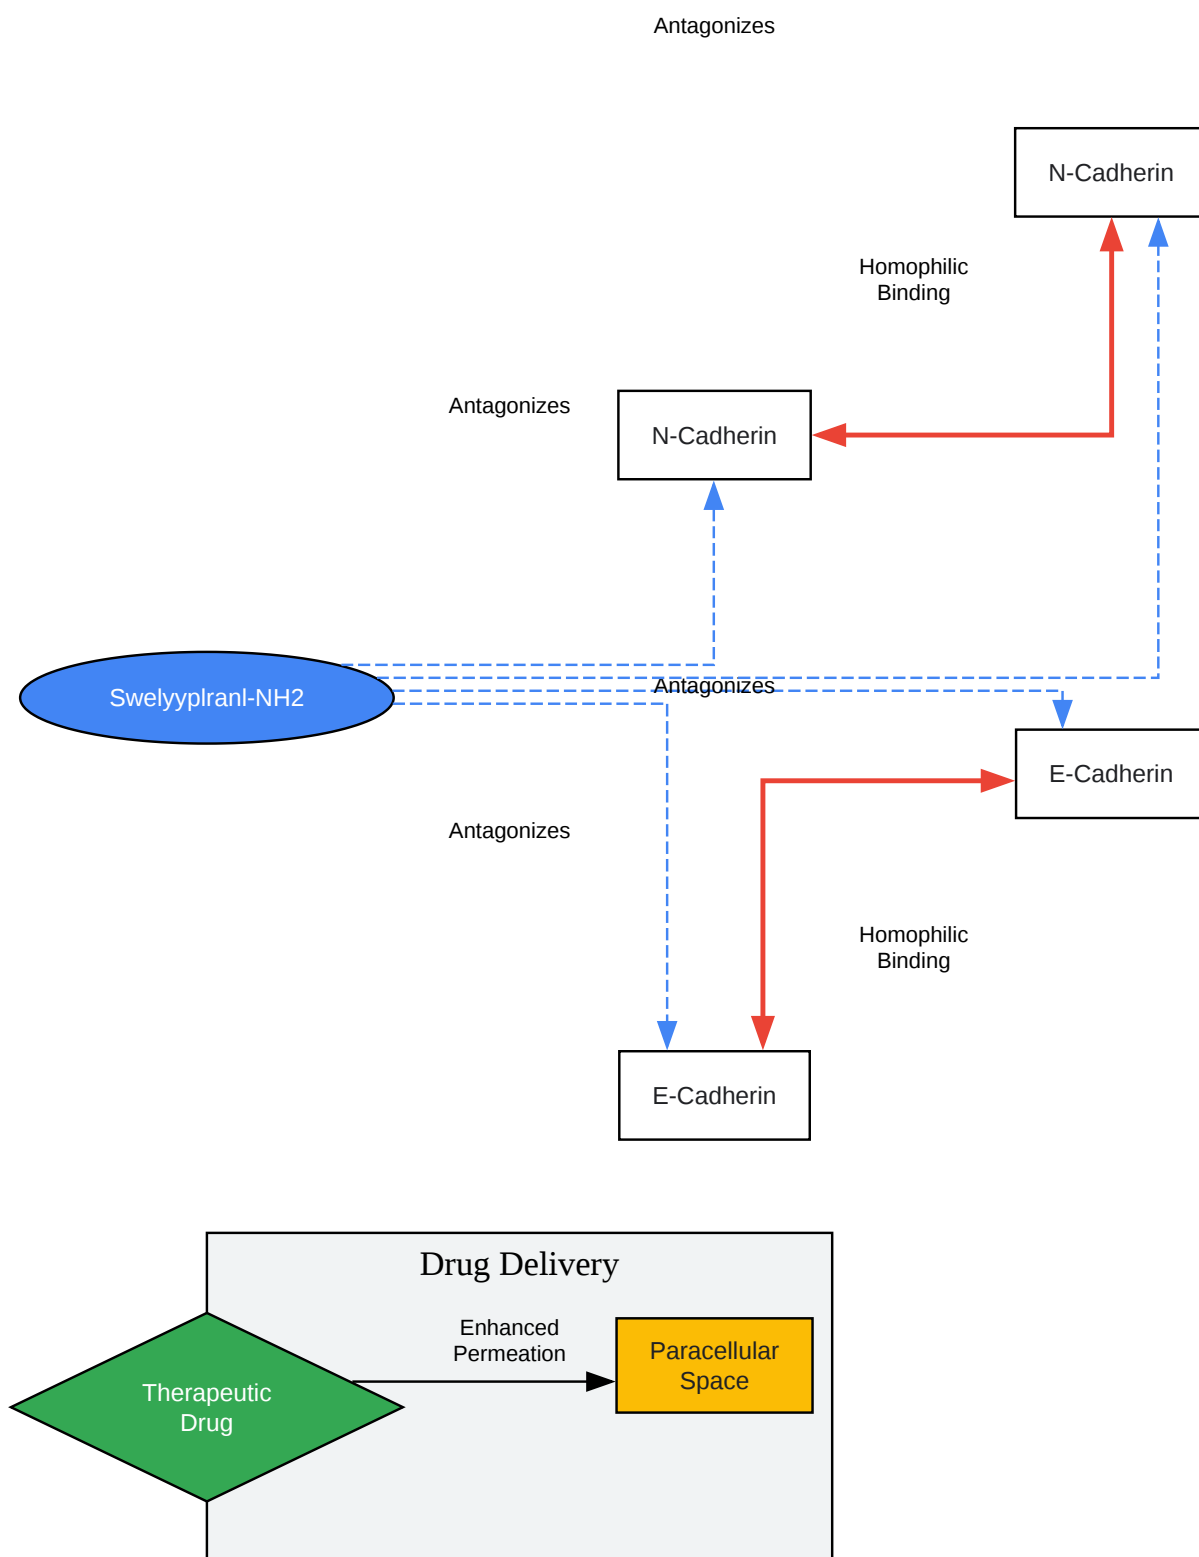 Antagonizes
N-Cadherin
Homophilic
Binding
Antagonizes
N-Cadherin
Antagonizes
Swelyyplranl-NH2
E-Cadherin
Antagonizes
Homophilic
Binding
E-Cadherin
Drug Delivery
Enhanced
Permeation
Paracellular
Space
Therapeutic
Drug